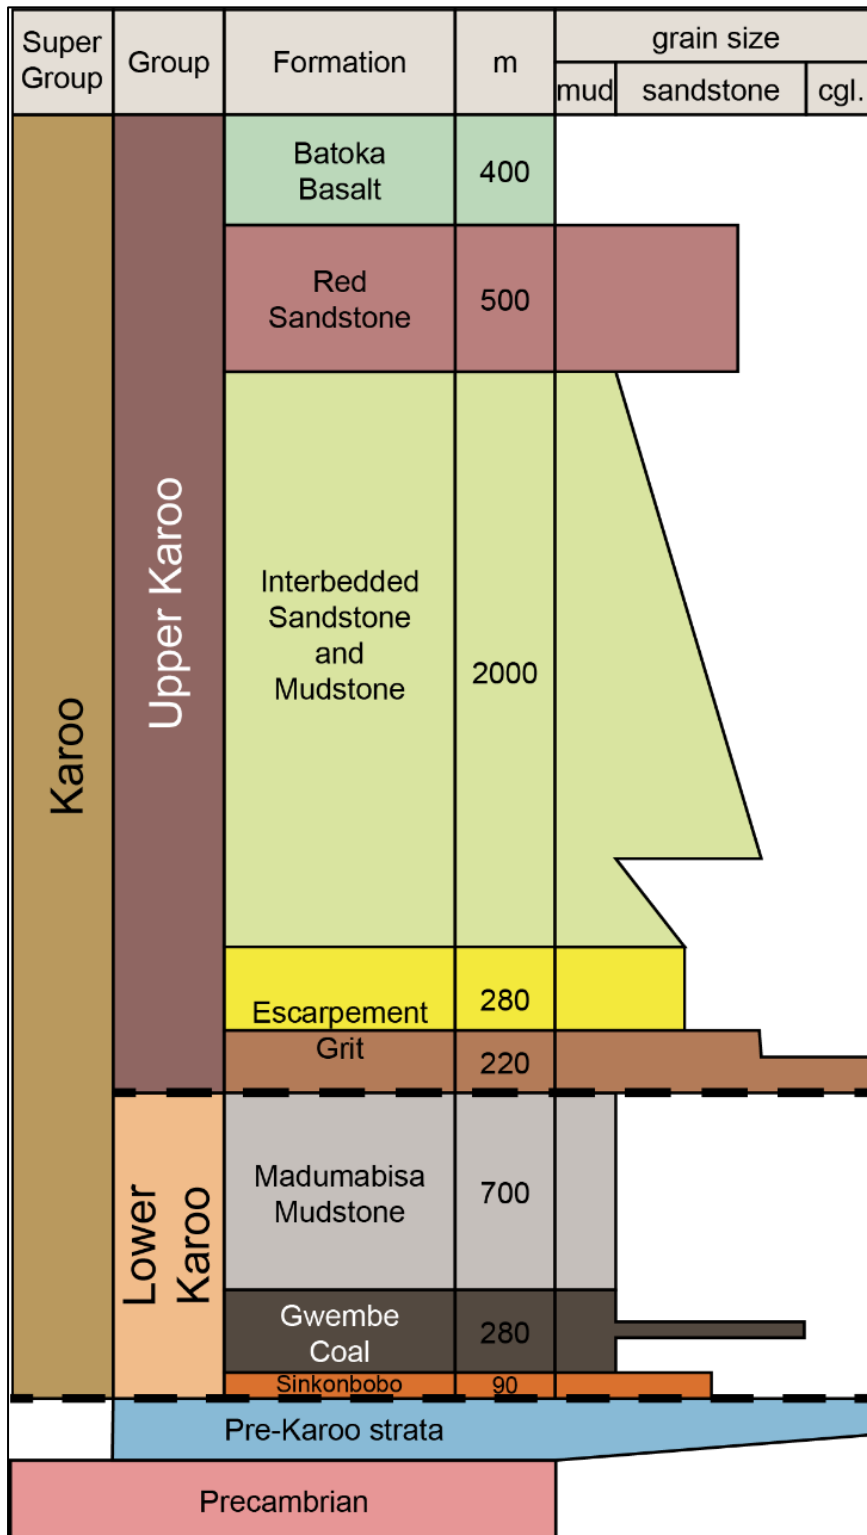 Super
Group
Group
Formation
m
grain size
mud
sandstone
cgl.
Karoo
Upper Karoo
Batoka
Basalt
400
Red
Sandstone
500
Interbedded
Sandstone
and
Mudstone
2000
Escarpement
Grit
280
220
Lower
Karoo
Madumabisa
Mudstone
700
Gwembe
Coal
280
Sinkonbobo
90
Pre-Karoo strata
Precambrian